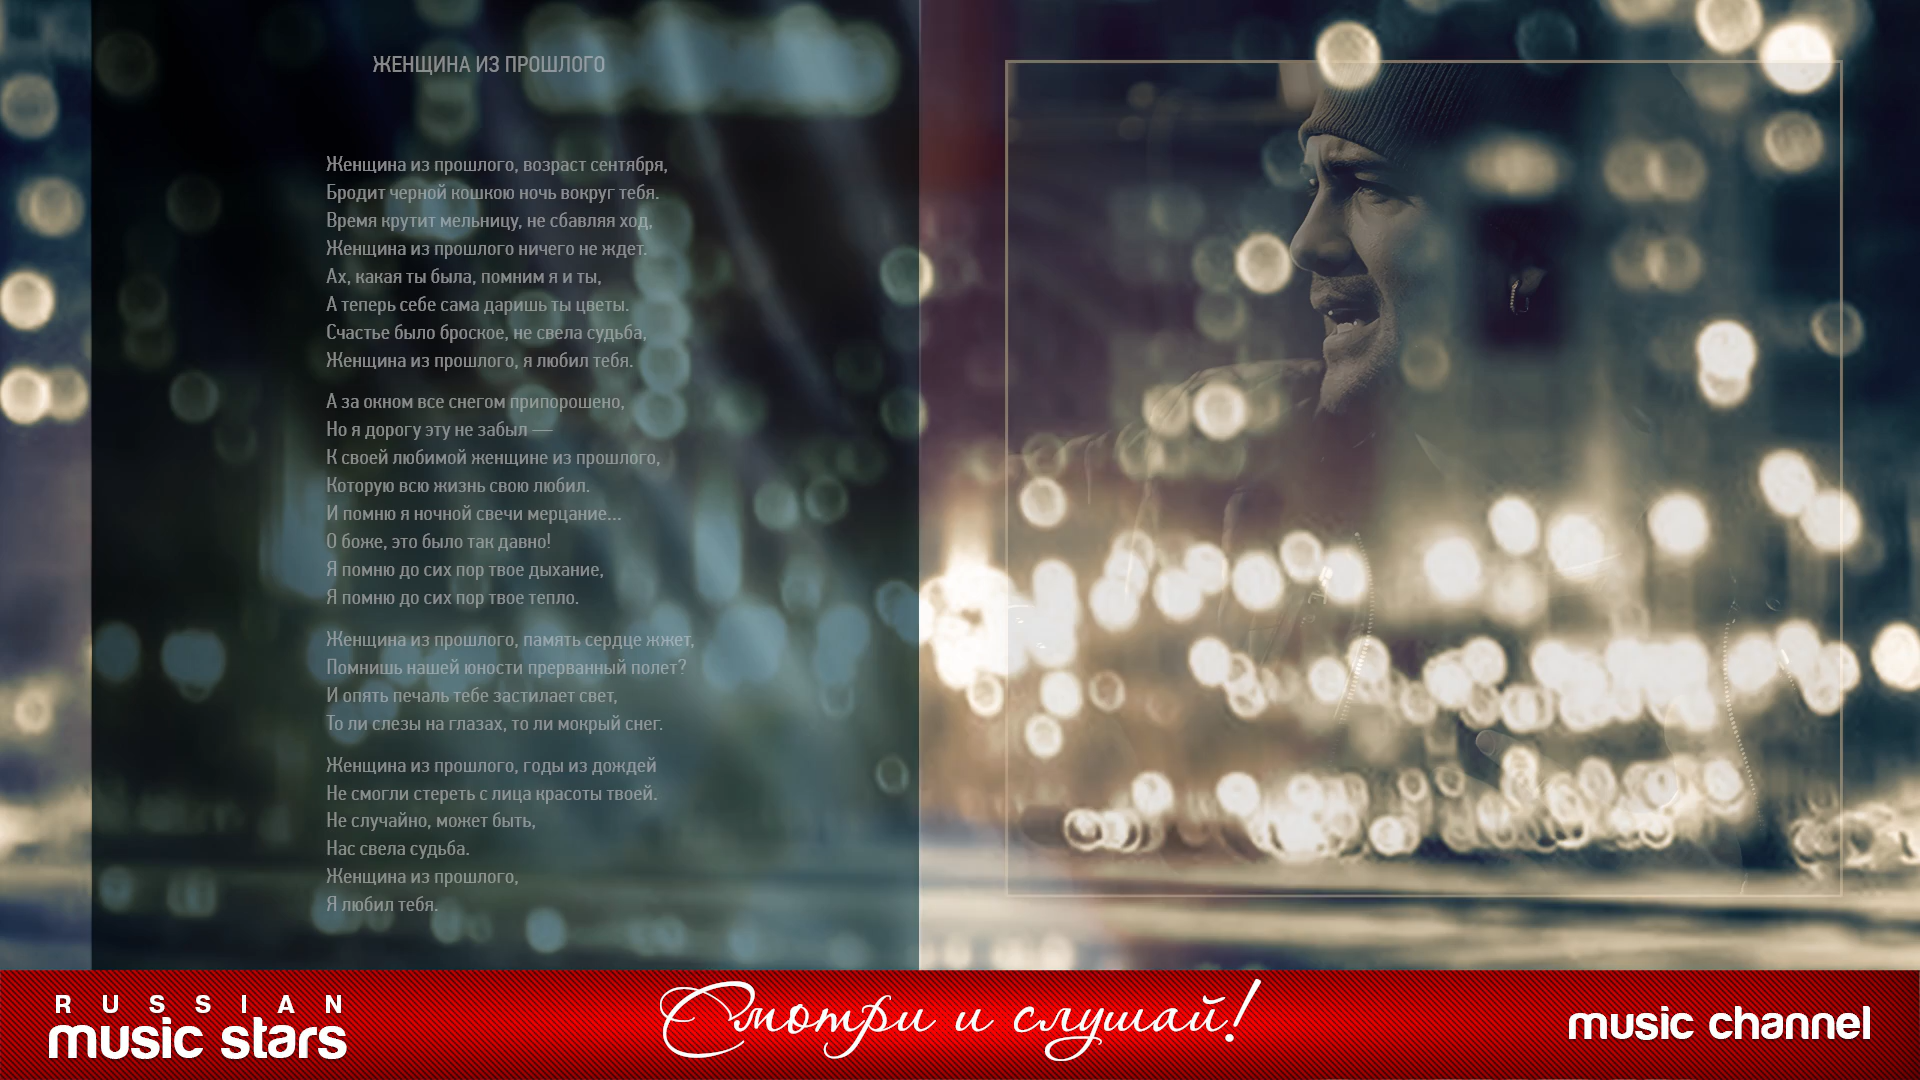 ЖЕНЩИНА ИЗ ПРОШЛОГО
Женщина из прошлого, возраст сентября,
Бродит черной кошкою ночь вокруг тебя.
Время крутит мельницу, не сбавляя ход,
Женщина из прошлого ничего не ждет.
Ах, какая ты была, помним я и ты,
А теперь себе сама даришь ты цветы.
Счастье было броское, не свела судьба,
Женщина из прошлого, я любил тебя.
А за окном все снегом припорошено,
Но я дорогу эту не забыл —
К своей любимой женщине из прошлого,
Которую всю жизнь свою любил.
И помню я ночной свечи мерцание...
О боже, это было так давно!
Я помню до сих пор твое дыхание,
Я помню до сих пор твое тепло.
Женщина из прошлого, память сердце жжет,
Помнишь нашей юности прерванный полет?
И опять печаль тебе застилает свет,
То ли слезы на глазах, то ли мокрый снег.
Женщина из прошлого, годы из дождей
Не смогли стереть с лица красоты твоей.
Не случайно, может быть,
Нас свела судьба.
Женщина из прошлого,
Я любил тебя.
RUSSIAN
music stars
Смотри и слушай!
music channel